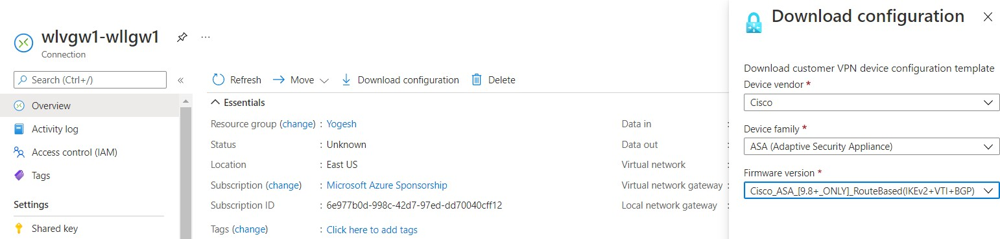 wlvgw1-wllgw1
...
Connection
Search (Ctrl+/)
«
Overview
Activity log
Access control (IAM)
Tags
Settings
Shared key
Refresh
Move
Download configuration
Delete
Essentials
Resource group (change) : Yogesh
Status : Unknown
Location : East US
Subscription (change) : Microsoft Azure Sponsorship
Subscription ID : 6e977b0d-998c-42d7-97ed-dd70040cff12
Tags (change) : Click here to add tags
Data in :
Data out :
Virtual network :
Virtual network gateway :
Local network gateway :
Download configuration
Download customer VPN device configuration template
Device vendor *
Cisco
Device family *
ASA (Adaptive Security Appliance)
Firmware version *
Cisco_ASA_[9.8+_ONLY]_RouteBased(IKEv2+VTI+BGP)